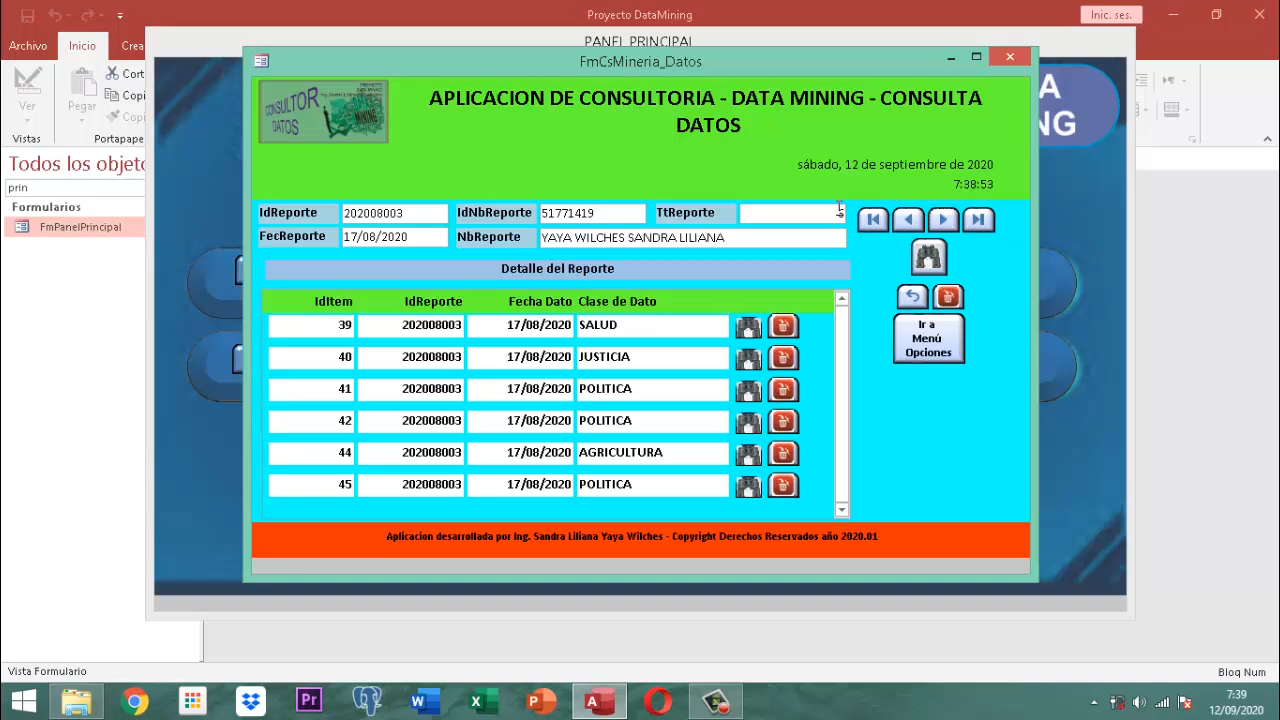 Proyecto DataMining
Inic. ses.
Archivo Inicio Crea
PANEL PRINCIPAL
FmCsMineria_Datos
Ver
Pegar
Cort
Copi
Copi
Vistas Portapape
A
NG
CONSULTOR DATOS
MINING
APLICACION DE CONSULTORIA - DATA MINING - CONSULTA
DATOS
sábado, 12 de septiembre de 2020
7:38:53
Todos los objeto
prin
Formularios
FmPanelPrincipal
IdReporte 202008003 IdNbReporte 51771419 TtReporte
FecReporte 17/08/2020 NbReporte YAYA WILCHES SANDRA LILIANA
Detalle del Reporte
IdItem IdReporte Fecha Dato Clase de Dato
39 202008003 17/08/2020 SALUD
40 202008003 17/08/2020 JUSTICIA
41 202008003 17/08/2020 POLITICA
42 202008003 17/08/2020 POLITICA
44 202008003 17/08/2020 AGRICULTURA
45 202008003 17/08/2020 POLITICA
Ir a
Menú
Opciones
Aplicacion desarrollada por Ing. Sandra Liliana Yaya Wilches - Copyright Derechos Reservados año 2020.01
Vista Formulario
Bloq Num
7:39
12/09/2020